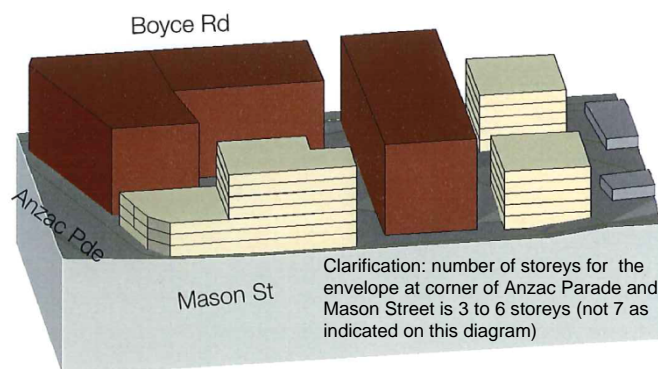 Boyce Rd
Anzac Pde
Mason St
Clarification: number of storeys for the
envelope at corner of Anzac Parade and
Mason Street is 3 to 6 storeys (not 7 as
indicated on this diagram)